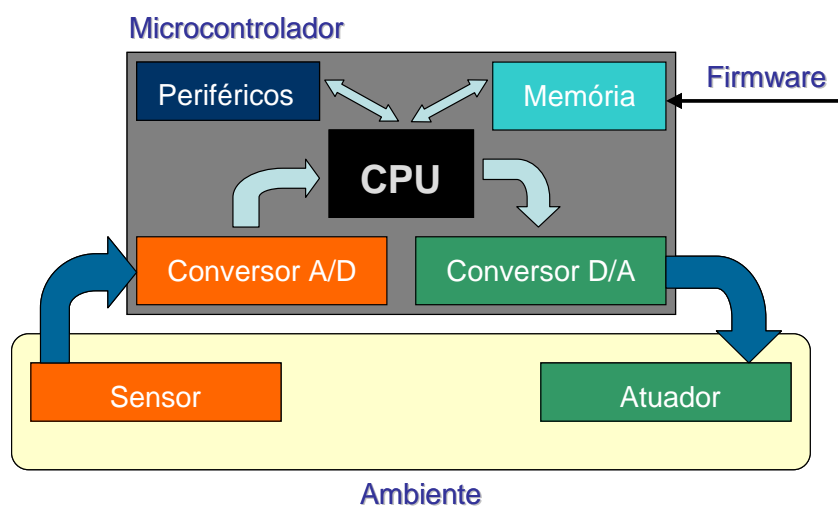 Microcontrolador
Firmware
Periféricos
Memória
CPU
Conversor A/D
Conversor D/A
Sensor
Atuador
Ambiente